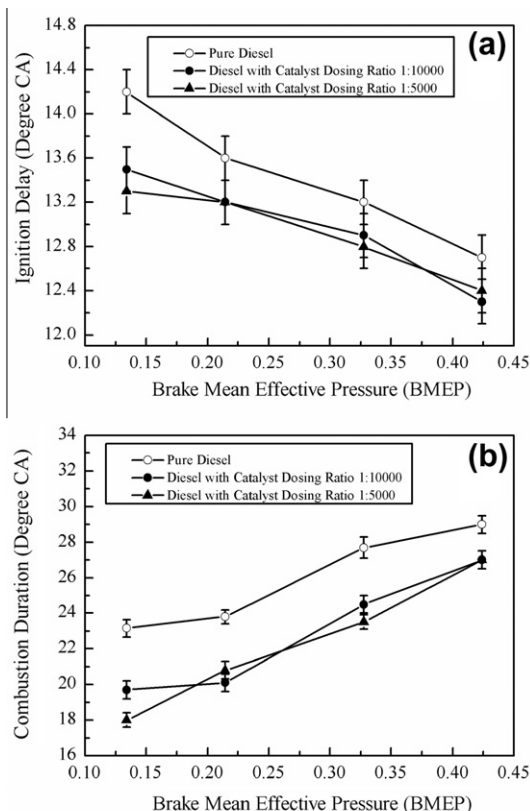 (a)
Pure Diesel
Diesel with Catalyst Dosing Ratio 1:10000
Diesel with Catalyst Dosing Ratio 1:5000
Ignition Delay (Degree CA)
14.8
14.4
14.0
13.6
13.2
12.8
12.4
12.0
0.10 0.15 0.20 0.25 0.30 0.35 0.40 0.45
Brake Mean Effective Pressure (BMEP)
(b)
Pure Diesel
Diesel with Catalyst Dosing Ratio 1:10000
Diesel with Catalyst Dosing Ratio 1:5000
Combustion Duration (Degree CA)
34
32
30
28
26
24
22
20
18
16
0.10 0.15 0.20 0.25 0.30 0.35 0.40 0.45
Brake Mean Effective Pressure (BMEP)